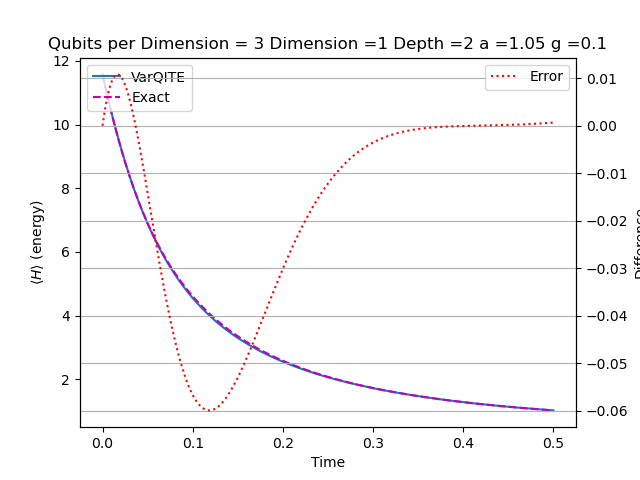 Qubits per Dimension = 3 Dimension =1 Depth =2 a =1.05 g =0.1
VarQITE
Exact
Error
12
10
8
6
4
2
⟨H⟩ (energy)
0.01
0.00
−0.01
−0.02
−0.03
−0.04
−0.05
−0.06
Difference
0.0 0.1 0.2 0.3 0.4 0.5
Time